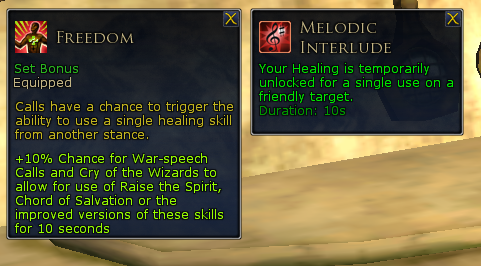 Freedom
Set Bonus
Equipped
Calls have a chance to trigger the
ability to use a single healing skill
from another stance.
+10% Chance for War-speech
Calls and Cry of the Wizards to
allow for use of Raise the Spirit,
Chord of Salvation or the
improved versions of these skills
for 10 seconds
Melodic
Interlude
Your Healing is temporarily
unlocked for a single use on a
friendly target.
Duration: 10s